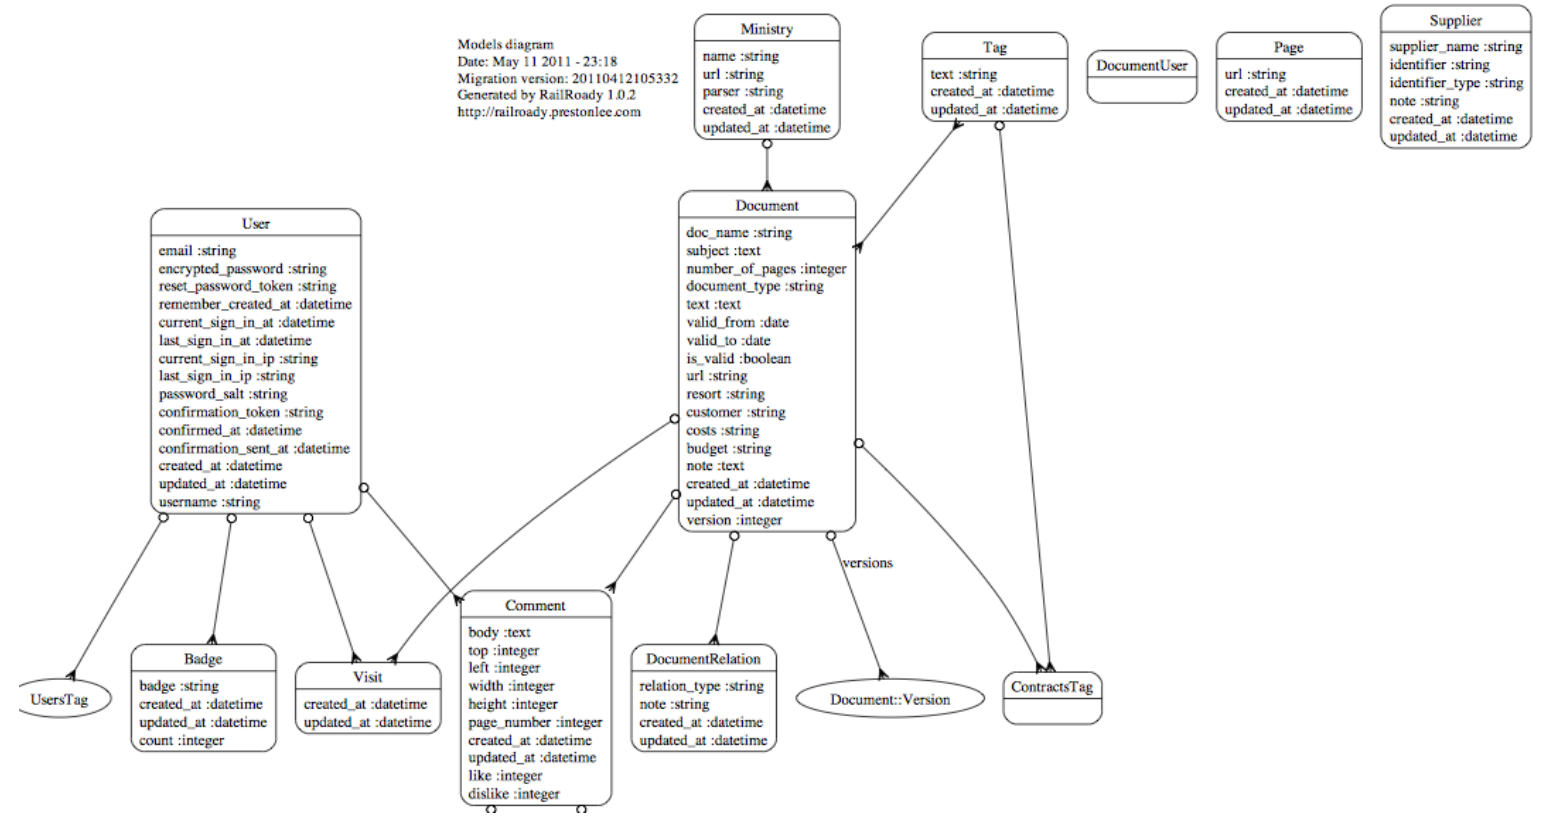 Models diagram
Date: May 11 2011 - 23:18
Migration version: 20110412105332
Generated by RailRoady 1.0.2
http://railroady.prestonlee.com
Ministry
name :string
url :string
parser :string
created_at :datetime
updated_at :datetime
Tag
text :string
created_at :datetime
updated_at :datetime
DocumentUser
Page
url :string
created_at :datetime
updated_at :datetime
Supplier
supplier_name :string
identifier :string
identifier_type :string
note :string
created_at :datetime
updated_at :datetime
User
email :string
encrypted_password :string
reset_password_token :string
remember_created_at :datetime
current_sign_in_at :datetime
last_sign_in_at :datetime
current_sign_in_ip :string
last_sign_in_ip :string
password_salt :string
confirmation_token :string
confirmed_at :datetime
confirmation_sent_at :datetime
created_at :datetime
updated_at :datetime
username :string
Document
doc_name :string
subject :text
number_of_pages :integer
document_type :string
text :text
valid_from :date
valid_to :date
is_valid :boolean
url :string
resort :string
customer :string
costs :string
budget :string
note :text
created_at :datetime
updated_at :datetime
version :integer
versions
UsersTag
Badge
badge :string
created_at :datetime
updated_at :datetime
count :integer
Visit
created_at :datetime
updated_at :datetime
Comment
body :text
top :integer
left :integer
width :integer
height :integer
page_number :integer
created_at :datetime
updated_at :datetime
like :integer
dislike :integer
DocumentRelation
relation_type :string
note :string
created_at :datetime
updated_at :datetime
Document::Version
ContractsTag